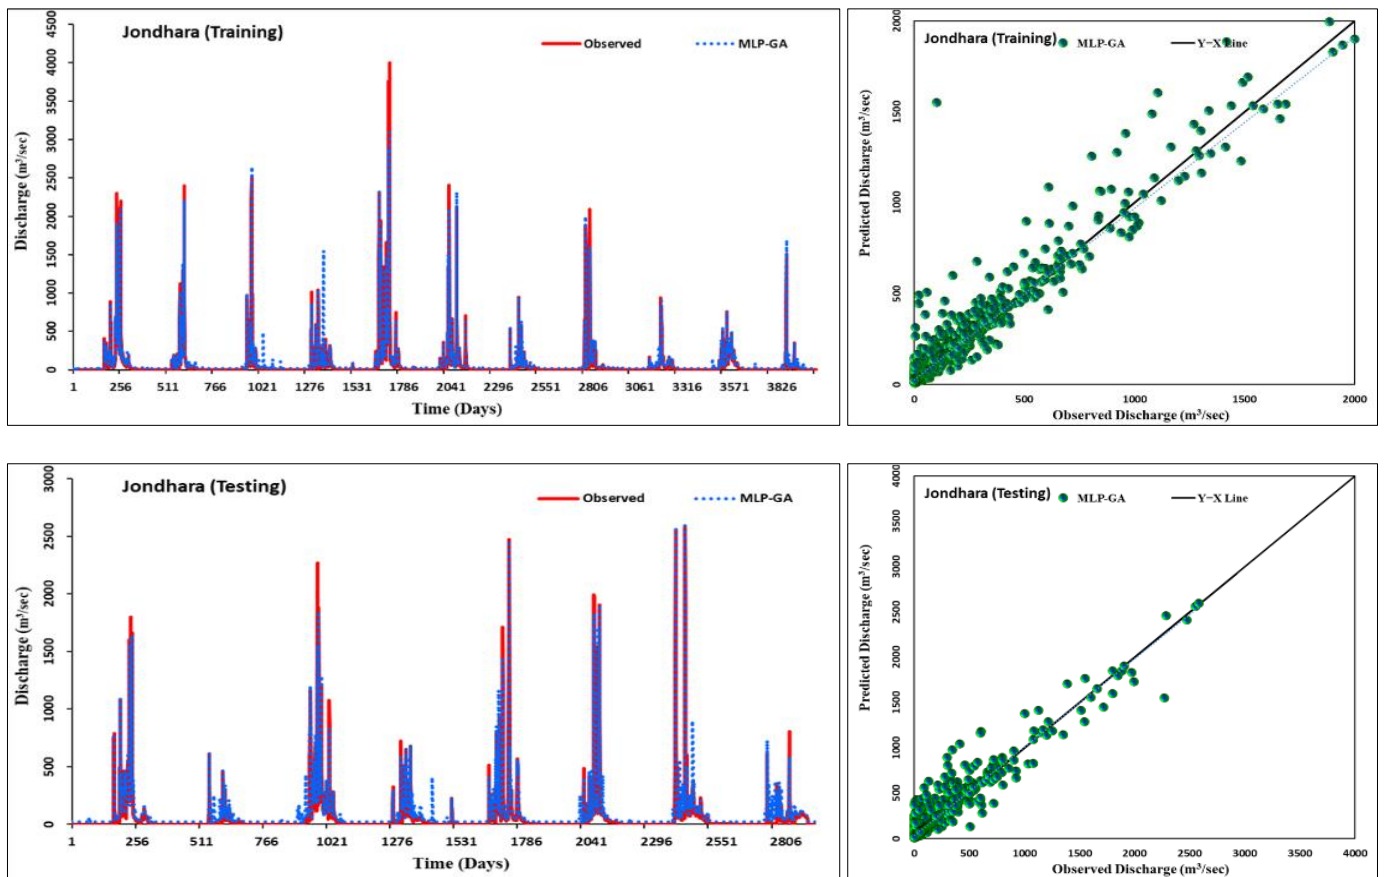 Jondhara (Training)
Observed
MLP-GA
Discharge (m³/sec)
4500
4000
3500
3000
2500
2000
1500
1000
500
0
1 256 511 766 1021 1276 1531 1786 2041 2296 2551 2806 3061 3316 3571 3826
Time (Days)
Jondhara (Training)
MLP-GA
Y=X Line
Predicted Discharge (m³/sec)
2000
1500
1000
500
0
0 500 1000 1500 2000
Observed Discharge (m³/sec)
Jondhara (Testing)
Observed
MLP-GA
Discharge (m³/sec)
3000
2500
2000
1500
1000
500
0
1 256 511 766 1021 1276 1531 1786 2041 2296 2551 2806
Time (Days)
Jondhara (Testing)
MLP-GA
Y=X Line
Predicted Discharge (m³/sec)
4000
3500
3000
2500
2000
1500
1000
500
0
0 500 1000 1500 2000 2500 3000 3500 4000
Observed Discharge (m³/sec)